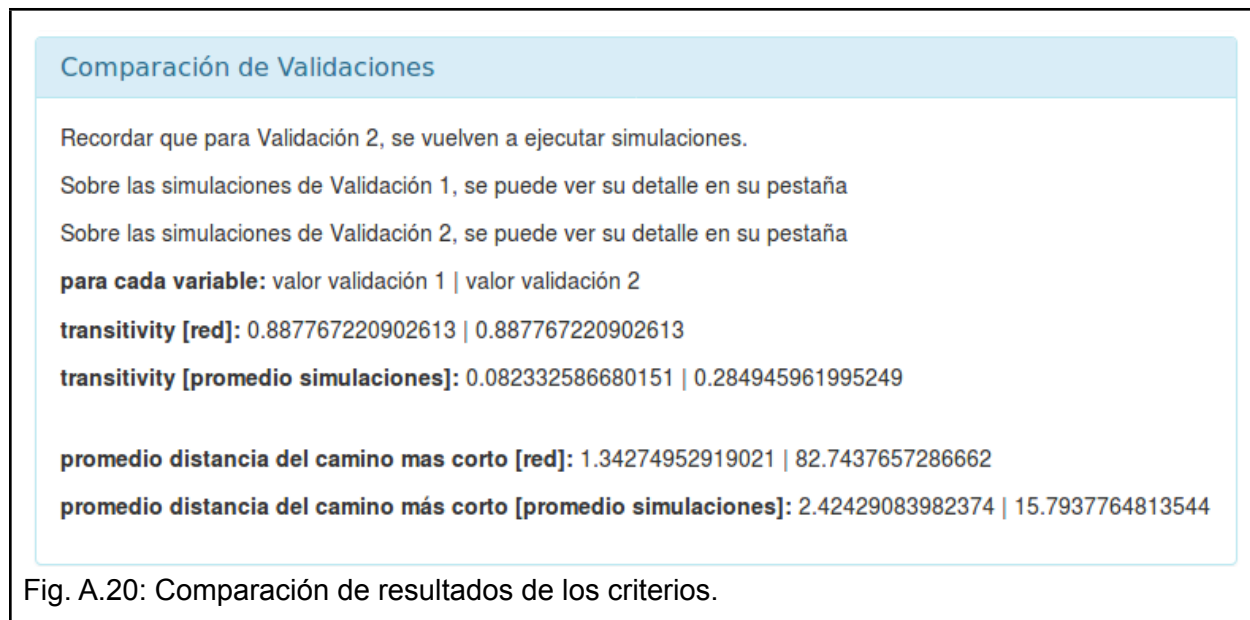 Comparación de Validaciones
Recordar que para Validación 2, se vuelven a ejecutar simulaciones.
Sobre las simulaciones de Validación 1, se puede ver su detalle en su pestaña
Sobre las simulaciones de Validación 2, se puede ver su detalle en su pestaña
para cada variable: valor validación 1 | valor validación 2
transitivity [red]: 0.887767220902613 | 0.887767220902613
transitivity [promedio simulaciones]: 0.082332586680151 | 0.284945961995249
promedio distancia del camino mas corto [red]: 1.34274952919021 | 82.7437657286662
promedio distancia del camino más corto [promedio simulaciones]: 2.42429083982374 | 15.7937764813544
Fig. A.20: Comparación de resultados de los criterios.